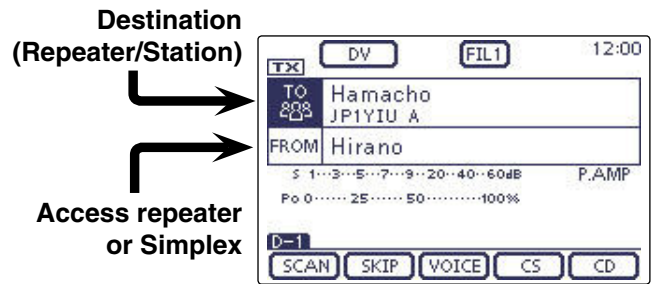 Destination
(Repeater/Station)
Access repeater
or Simplex
DV FIL1 12:00
TX
TO Hamacho
JP1YIU A
FROM Hirano
S 1···3···5···7···9··20··40··60dB P.AMP
Po 0······ 25······ 50··········100%
D-1
SCAN SKIP VOICE CS CD